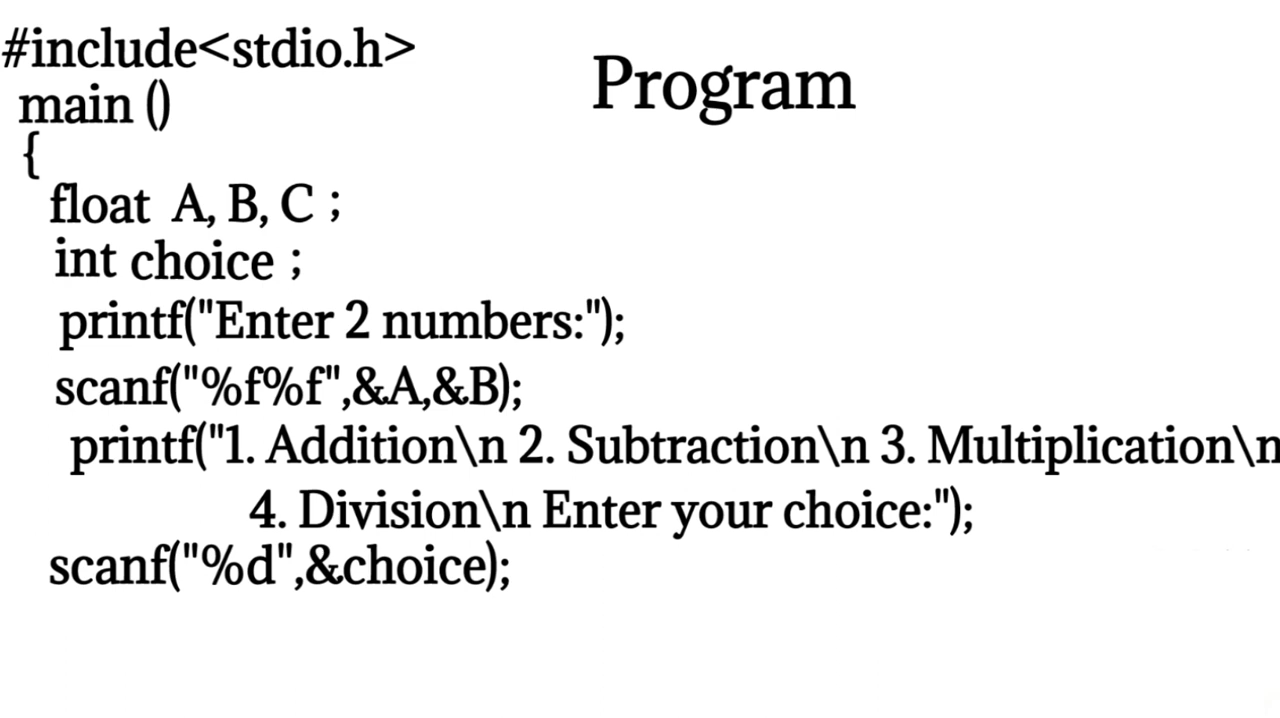 #include<stdio.h>
Program
main ()
{
float A, B, C ;
int choice ;
printf("Enter 2 numbers:");
scanf("%f%f",&A,&B);
printf("1. Addition\n 2. Subtraction\n 3. Multiplication\n
4. Division\n Enter your choice:");
scanf("%d",&choice);